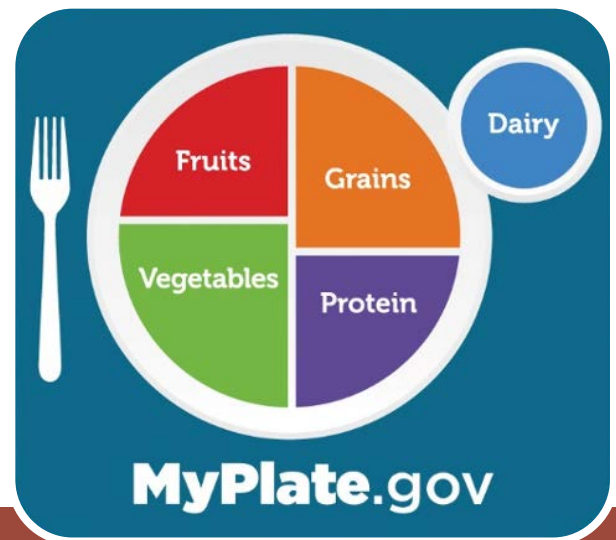 Fruits
Grains
Dairy
Vegetables
Protein
MyPlate.gov